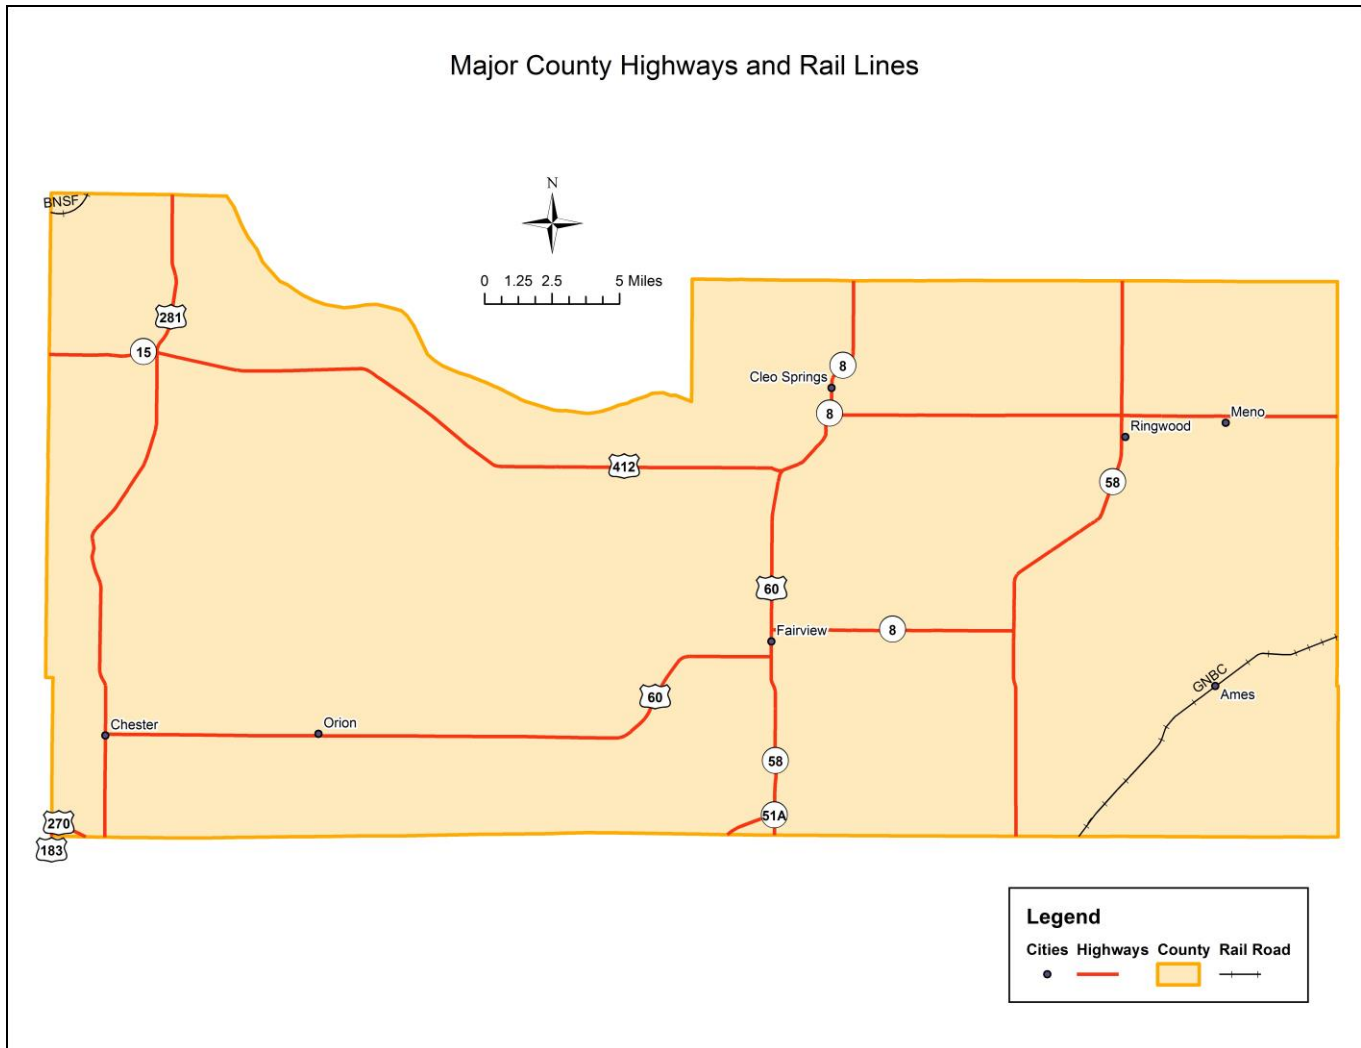 Major County Highways and Rail Lines
N
0 1.25 2.5 5 Miles
BNSF
281
15
8
Cleo Springs
8
Meno
Ringwood
412
58
60
Fairview
8
60
GNBC
Ames
Chester
Orion
58
51A
270
183
Legend
Cities Highways County Rail Road